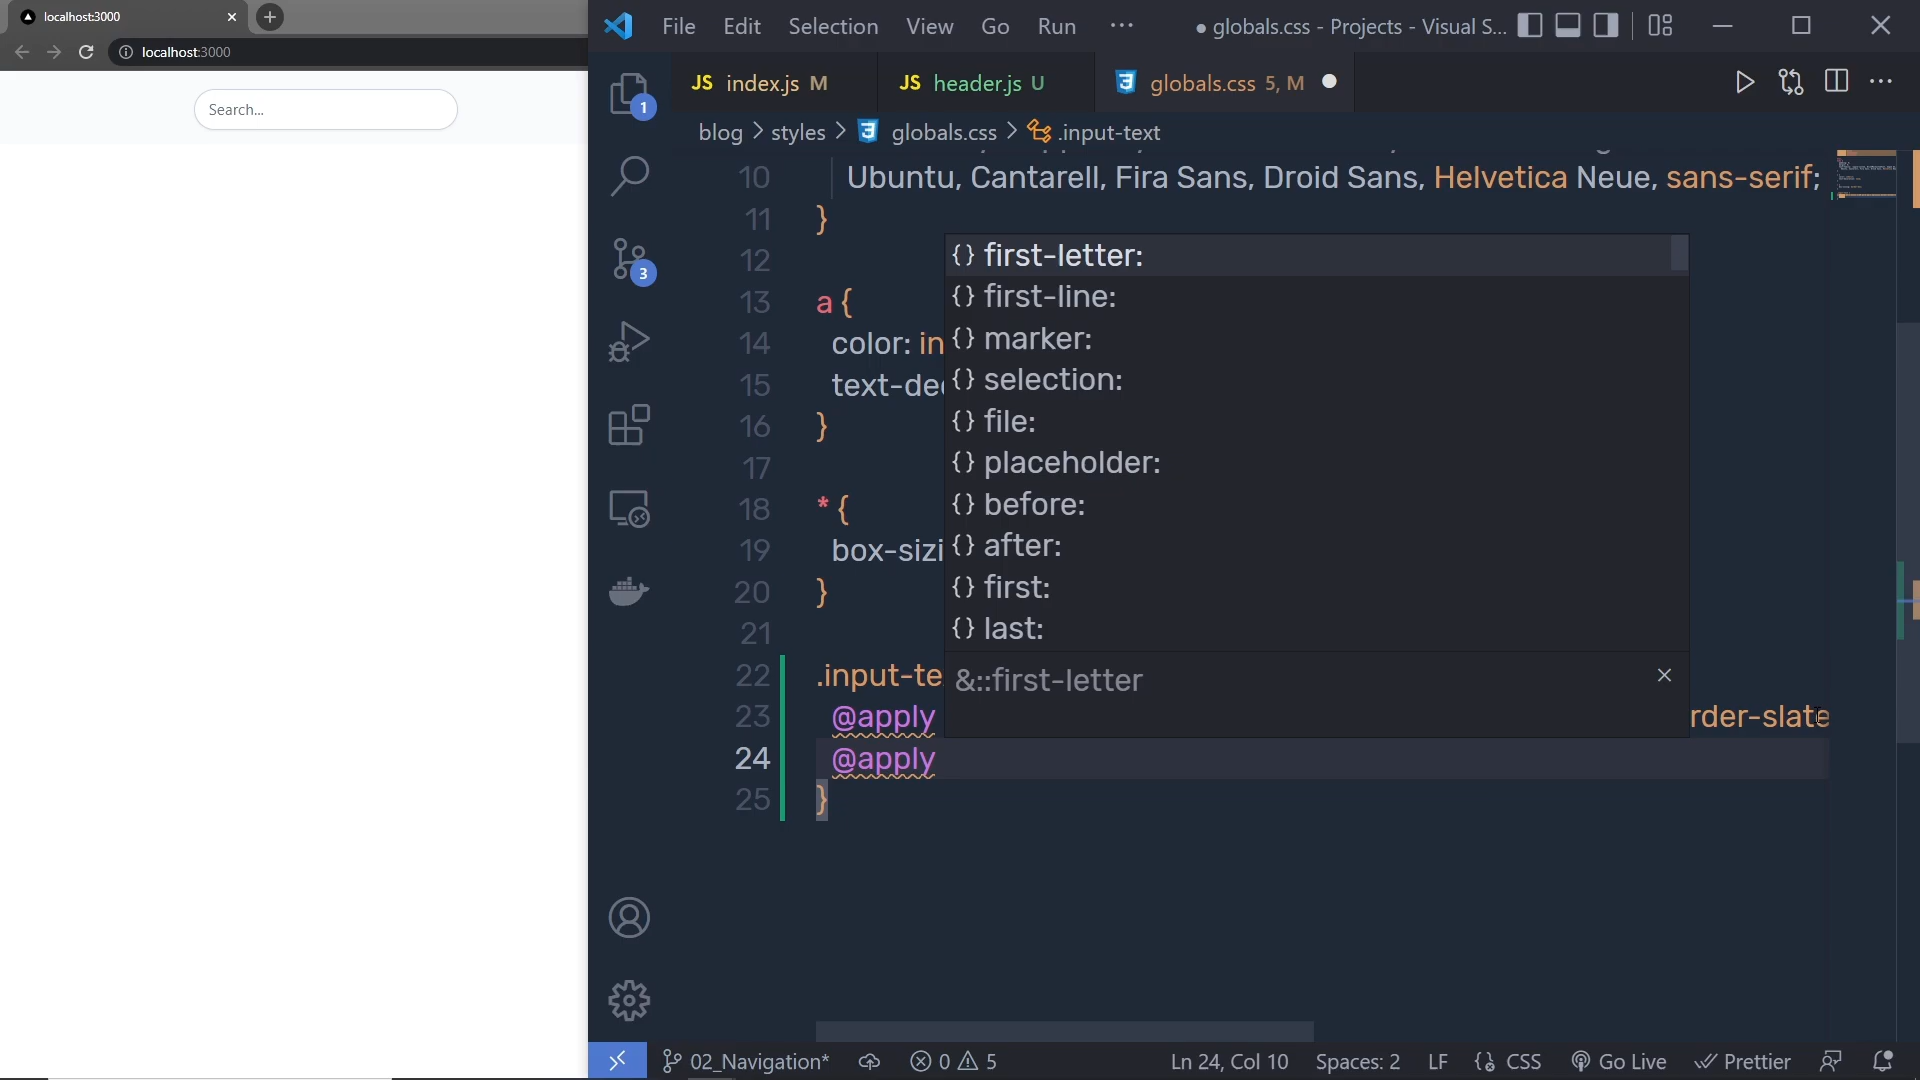 localhost:3000
localhost:3000
Search...
File Edit Selection View Go Run ···
● globals.css - Projects - Visual S...
JS index.js M
JS header.js U
globals.css 5, M
blog > styles > globals.css > .input-text
1
3
10 Ubuntu, Cantarell, Fira Sans, Droid Sans, Helvetica Neue, sans-serif;
11 }
12
13 a {
14 color: in
15 text-dec
16 }
17
18 * {
19 box-sizi
20 }
21
22 .input-te
23 @apply rder-slate
24 @apply
25 }
{} first-letter:
{} first-line:
{} marker:
{} selection:
{} file:
{} placeholder:
{} before:
{} after:
{} first:
{} last:
&::first-letter
02_Navigation* 0 5 Ln 24, Col 10 Spaces: 2 LF CSS Go Live Prettier